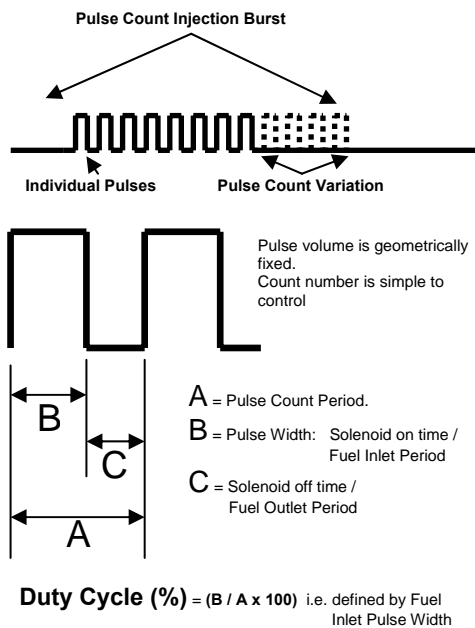 Pulse Count Injection Burst
Individual Pulses
Pulse Count Variation
Pulse volume is geometrically
fixed.
Count number is simple to
control
B
C
A
A = Pulse Count Period.
B = Pulse Width: Solenoid on time /
Fuel Inlet Period
C = Solenoid off time /
Fuel Outlet Period
Duty Cycle (%) = (B / A x 100) i.e. defined by Fuel
Inlet Pulse Width